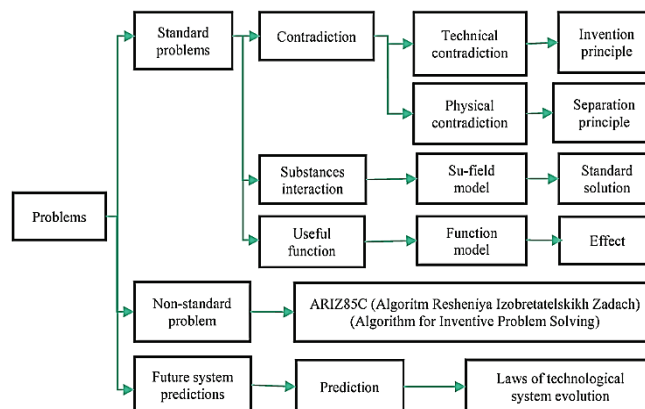 Standard
problems
Contradiction
Technical
contradiction
Invention
principle
Physical
contradiction
Separation
principle
Substances
interaction
Su-field
model
Standard
solution
Problems
Useful
function
Function
model
Effect
Non-standard
problem
ARIZ85C (Algoritm Resheniya Izobretatelskikh Zadach)
(Algorithm for Inventive Problem Solving)
Future system
predictions
Prediction
Laws of technological
system evolution